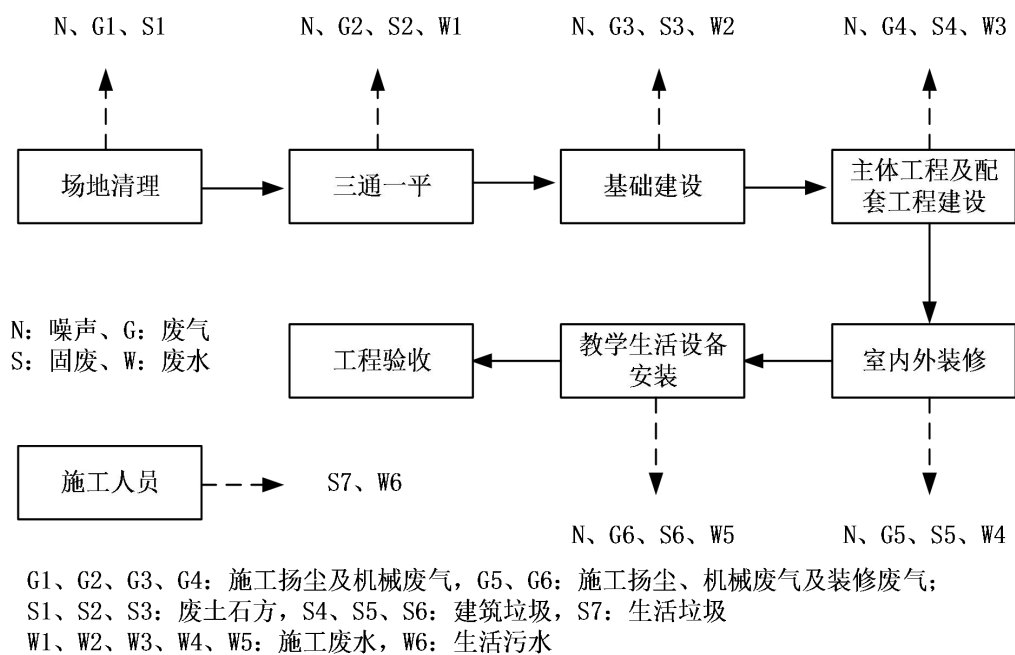 N、G1、S1
N、G2、S2、W1
N、G3、S3、W2
N、G4、S4、W3
场地清理
三通一平
基础建设
主体工程及配
套工程建设
N：噪声、G：废气
S：固废、W：废水
工程验收
教学生活设备
安装
室内外装修
施工人员
S7、W6
N、G6、S6、W5
N、G5、S5、W4
G1、G2、G3、G4：施工扬尘及机械废气，G5、G6：施工扬尘、机械废气及装修废气；
S1、S2、S3：废土石方，S4、S5、S6：建筑垃圾，S7：生活垃圾
W1、W2、W3、W4、W5：施工废水，W6：生活污水